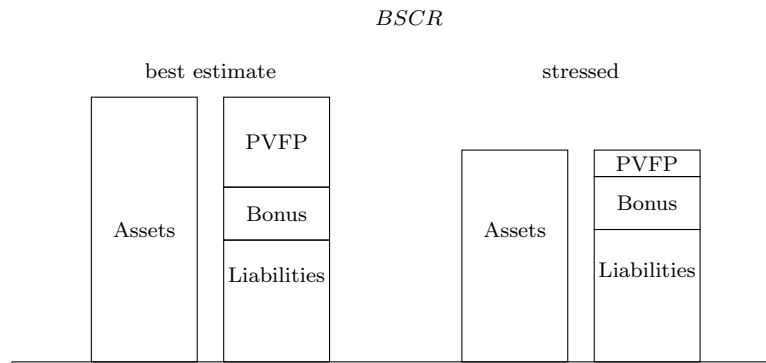 BSCR
best estimate
stressed
PVFP
PVFP
Bonus
Bonus
Assets
Assets
Liabilities
Liabilities